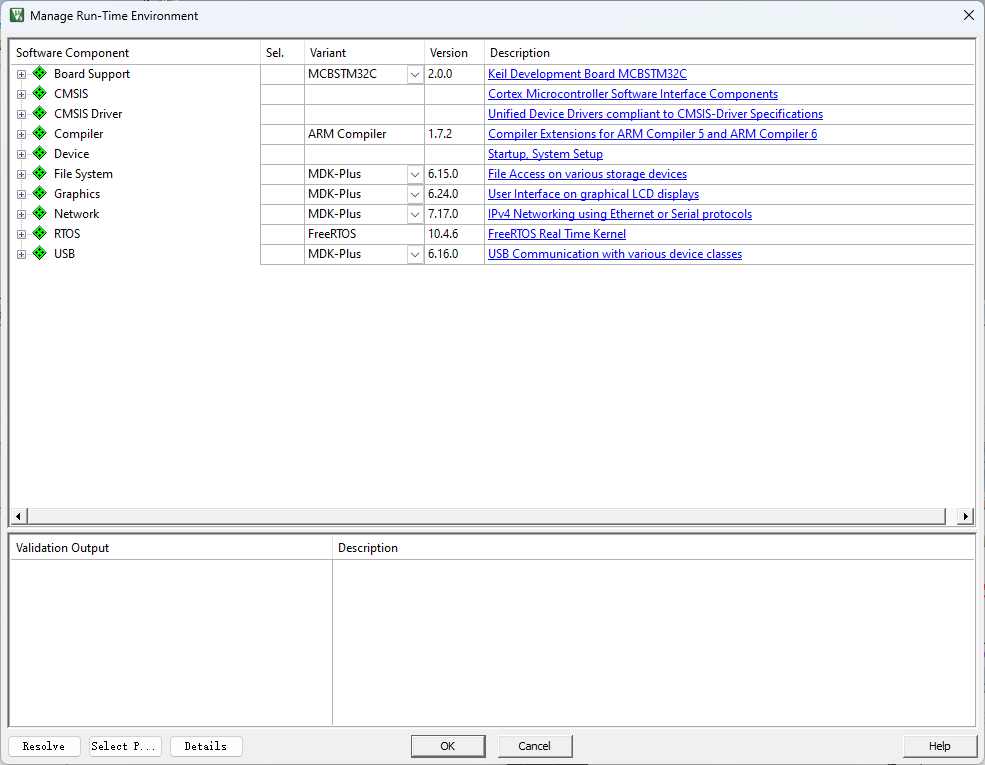 Manage Run-Time Environment
Software Component Sel. Variant Version Description
Board Support MCBSTM32C 2.0.0 Keil Development Board MCBSTM32C
CMSIS Cortex Microcontroller Software Interface Components
CMSIS Driver Unified Device Drivers compliant to CMSIS-Driver Specifications
Compiler ARM Compiler 1.7.2 Compiler Extensions for ARM Compiler 5 and ARM Compiler 6
Device Startup, System Setup
File System MDK-Plus 6.15.0 File Access on various storage devices
Graphics MDK-Plus 6.24.0 User Interface on graphical LCD displays
Network MDK-Plus 7.17.0 IPv4 Networking using Ethernet or Serial protocols
RTOS FreeRTOS 10.4.6 FreeRTOS Real Time Kernel
USB MDK-Plus 6.16.0 USB Communication with various device classes
Validation Output Description
Resolve Select P... Details OK Cancel Help